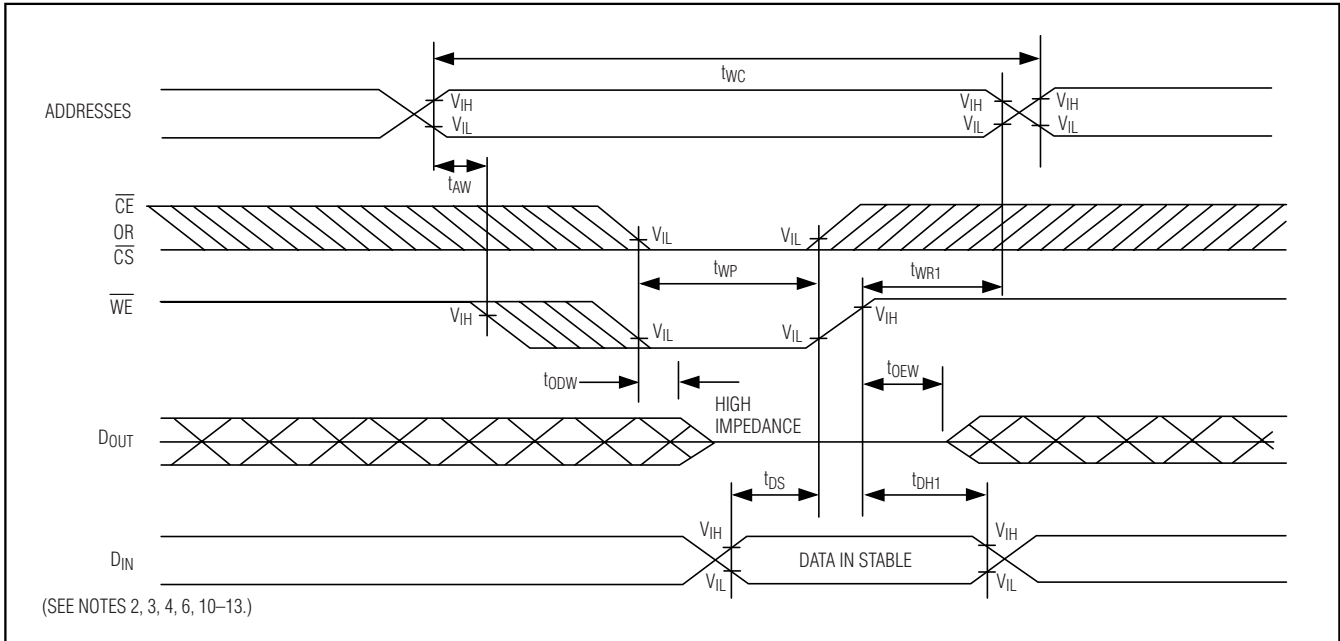 tWC
ADDRESSES
VIH
VIL
VIH
VIL
VIH
VIL
tAW
CE
OR
CS
VIL
VIL
tWP
tWR1
WE
VIH
VIL
VIL
VIH
tODW
tOEW
HIGH
IMPEDANCE
DOUT
tDS
tDH1
VIH
VIH
DIN
DATA IN STABLE
VIL
VIL
(SEE NOTES 2, 3, 4, 6, 10–13.)